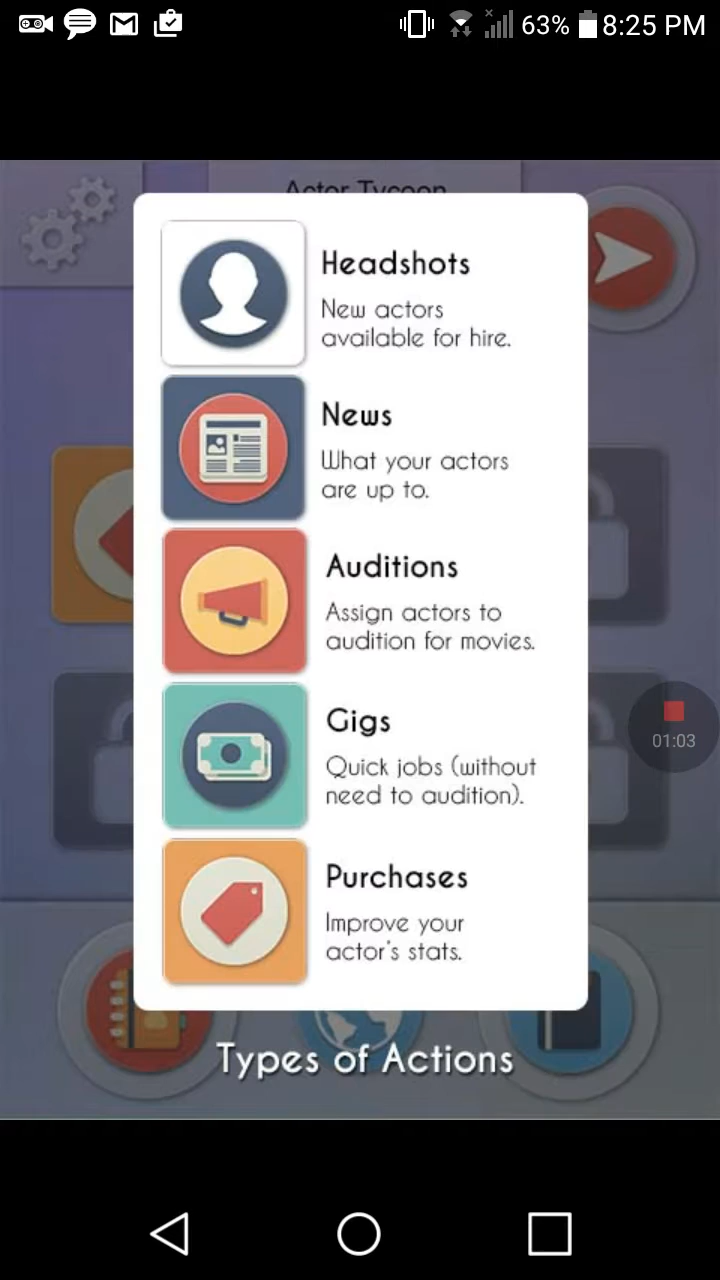 63% 8:25 PM
Actor Tycoon
Headshots
New actors
available for hire.
News
What your actors
are up to.
Auditions
Assign actors to
audition for movies.
01:03
Gigs
Quick jobs (without
need to audition).
Purchases
Improve your
actor's stats.
Types of Actions